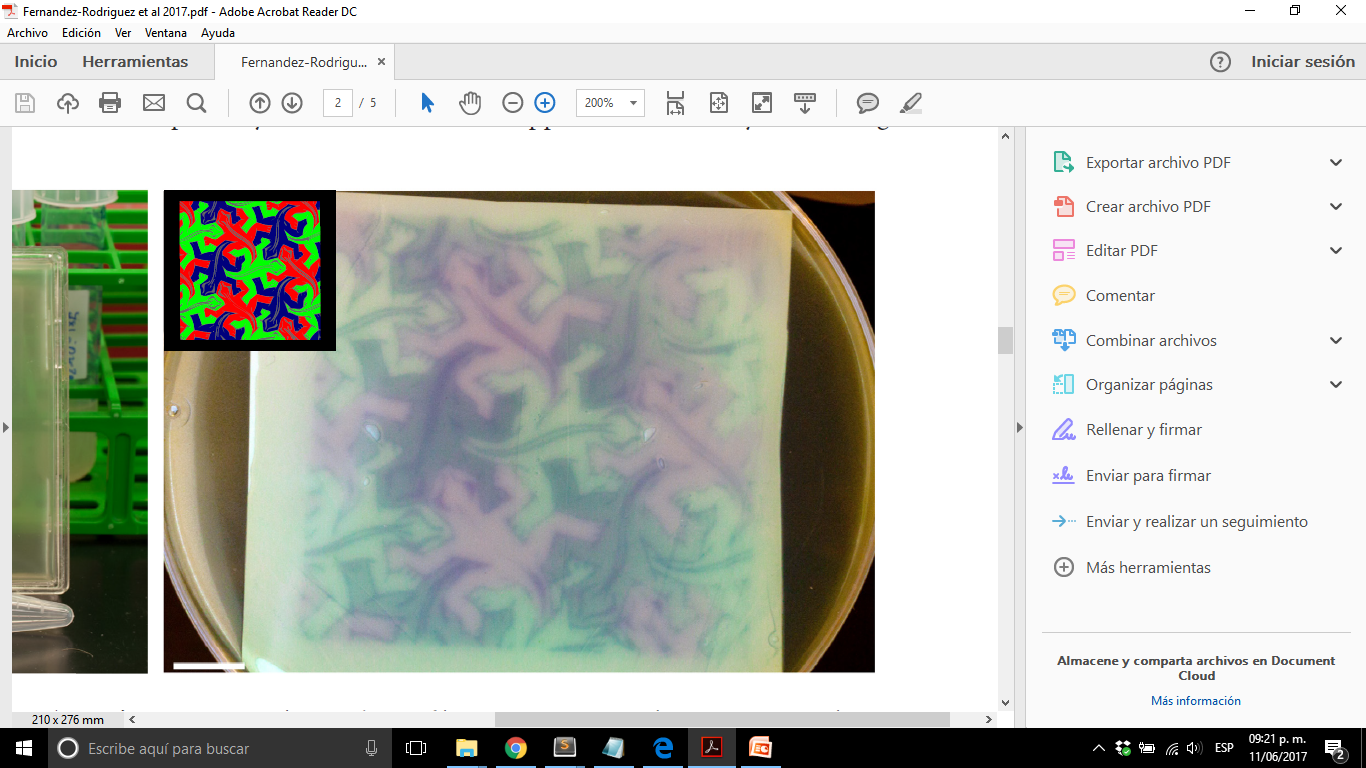 Fernandez-Rodriguez et al 2017.pdf - Adobe Acrobat Reader DC
Archivo Edición Ver Ventana Ayuda
Inicio Herramientas Fernandez-Rodrigu... × Iniciar sesión
2 / 5 200%
Exportar archivo PDF
Crear archivo PDF
Editar PDF
Comentar
Combinar archivos
Organizar páginas
Rellenar y firmar
Enviar para firmar
Enviar y realizar un seguimiento
Más herramientas
Almacene y comparta archivos en Document
Cloud
Más información
210 x 276 mm
Escribe aquí para buscar
ESP
09:21 p. m.
11/06/2017
2